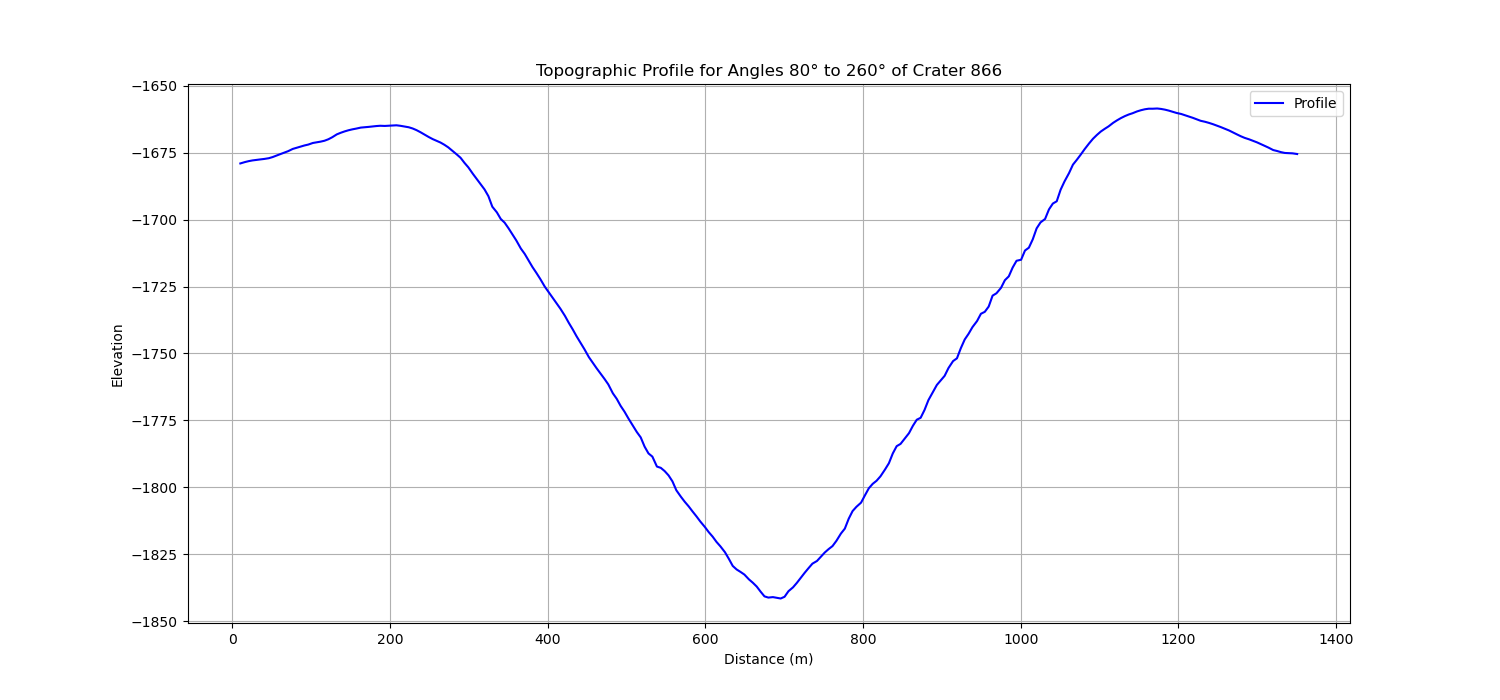 Topographic Profile for Angles 80° to 260° of Crater 866
Profile
Elevation
−1650
−1675
−1700
−1725
−1750
−1775
−1800
−1825
−1850
0 200 400 600 800 1000 1200 1400
Distance (m)